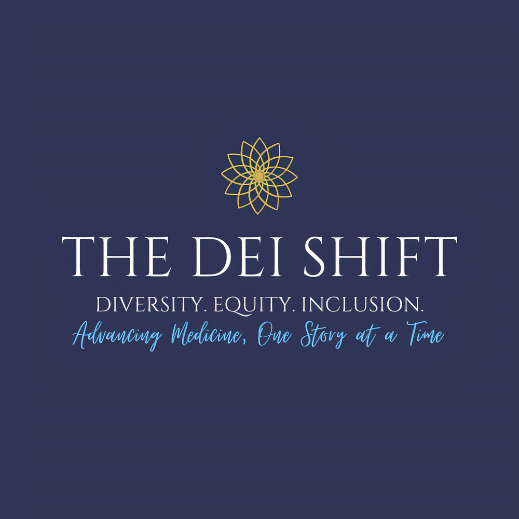 THE DEI SHIFT
DIVERSITY. EQUITY. INCLUSION.
Advancing Medicine, One Story at a Time